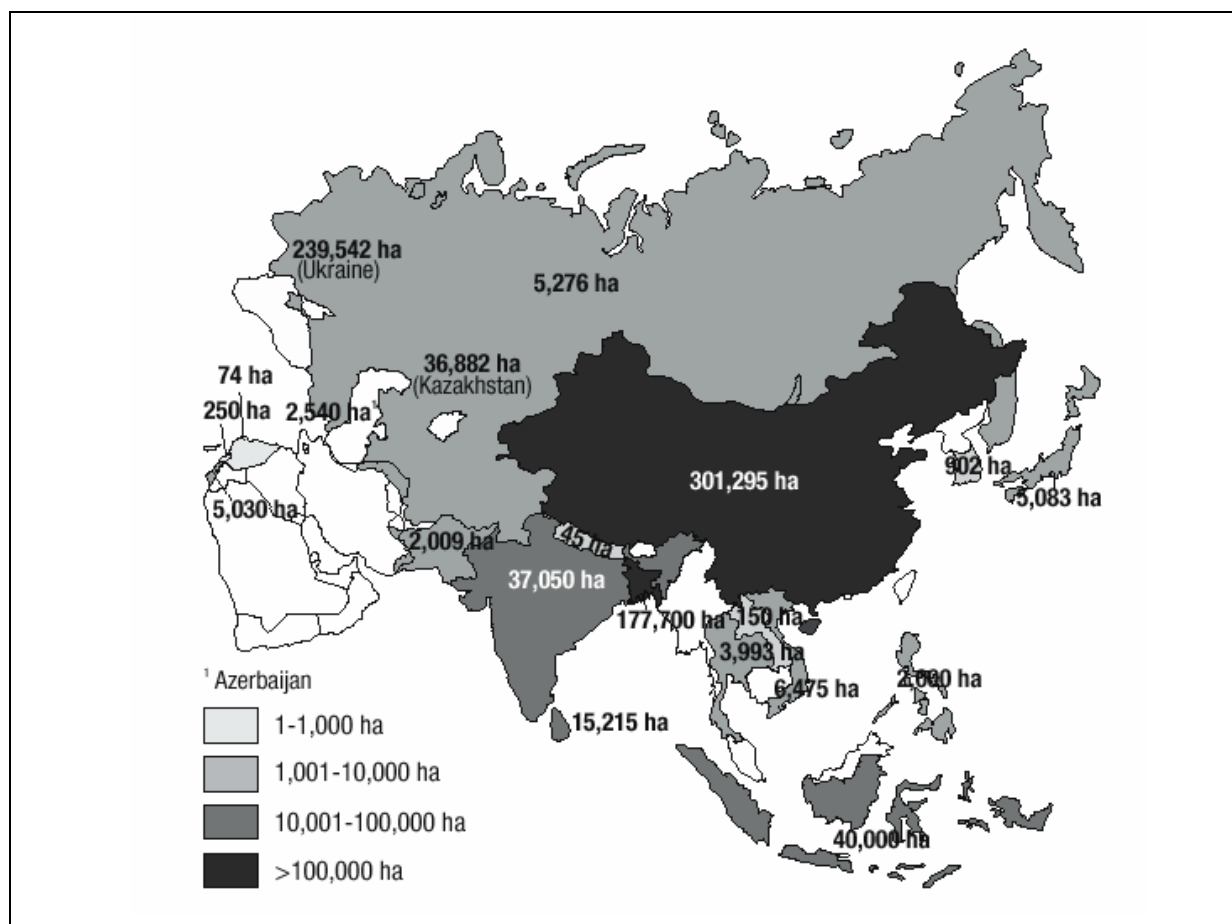 239,542 ha
(Ukraine)
5,276 ha
36,882 ha
(Kazakhstan)
74 ha
250 ha
2,540 ha¹
301,295 ha
902 ha
5,083 ha
5,030 ha
2,009 ha
45 ha
37,050 ha
177,700 ha
150 ha
3,993 ha
6,475 ha
2,000 ha
15,215 ha
40,000 ha
¹ Azerbaijan
1-1,000 ha
1,001-10,000 ha
10,001-100,000 ha
>100,000 ha